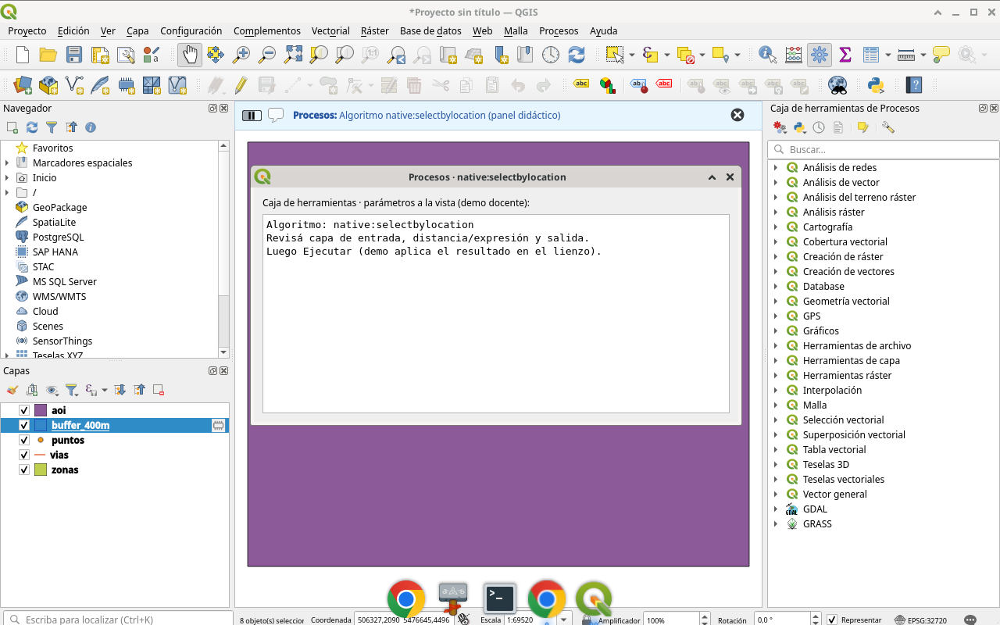 *Proyecto sin título — QGIS
Proyecto Edición Ver Capa Configuración Complementos Vectorial Ráster Base de datos Web Malla Procesos Ayuda
Navegador
Favoritos
Marcadores espaciales
Inicio
/
GeoPackage
SpatiaLite
PostgreSQL
SAP HANA
STAC
MS SQL Server
WMS/WMTS
Cloud
Scenes
SensorThings
Teselas XYZ
Capas
aoi
buffer_400m
puntos
vias
zonas
Procesos: Algoritmo native:selectbylocation (panel didáctico)
Procesos · native:selectbylocation
Caja de herramientas · parámetros a la vista (demo docente):
Algoritmo: native:selectbylocation
Revisá capa de entrada, distancia/expresión y salida.
Luego Ejecutar (demo aplica el resultado en el lienzo).
Caja de herramientas de Procesos
Buscar...
Análisis de redes
Análisis de vector
Análisis del terreno ráster
Análisis ráster
Cartografía
Cobertura vectorial
Creación de ráster
Creación de vectores
Database
Geometría vectorial
GPS
Gráficos
Herramientas de archivo
Herramientas de capa
Herramientas ráster
Interpolación
Malla
Selección vectorial
Superposición vectorial
Tabla vectorial
Teselas 3D
Teselas vectoriales
Vector general
GDAL
GRASS
Escriba para localizar (Ctrl+K)
8 objeto(s) seleccior Coordenada 506327,2090 5476645,4496 Escala 1:69520 Amplificador 100% Rotación 0,0 ° Representar EPSG:32720